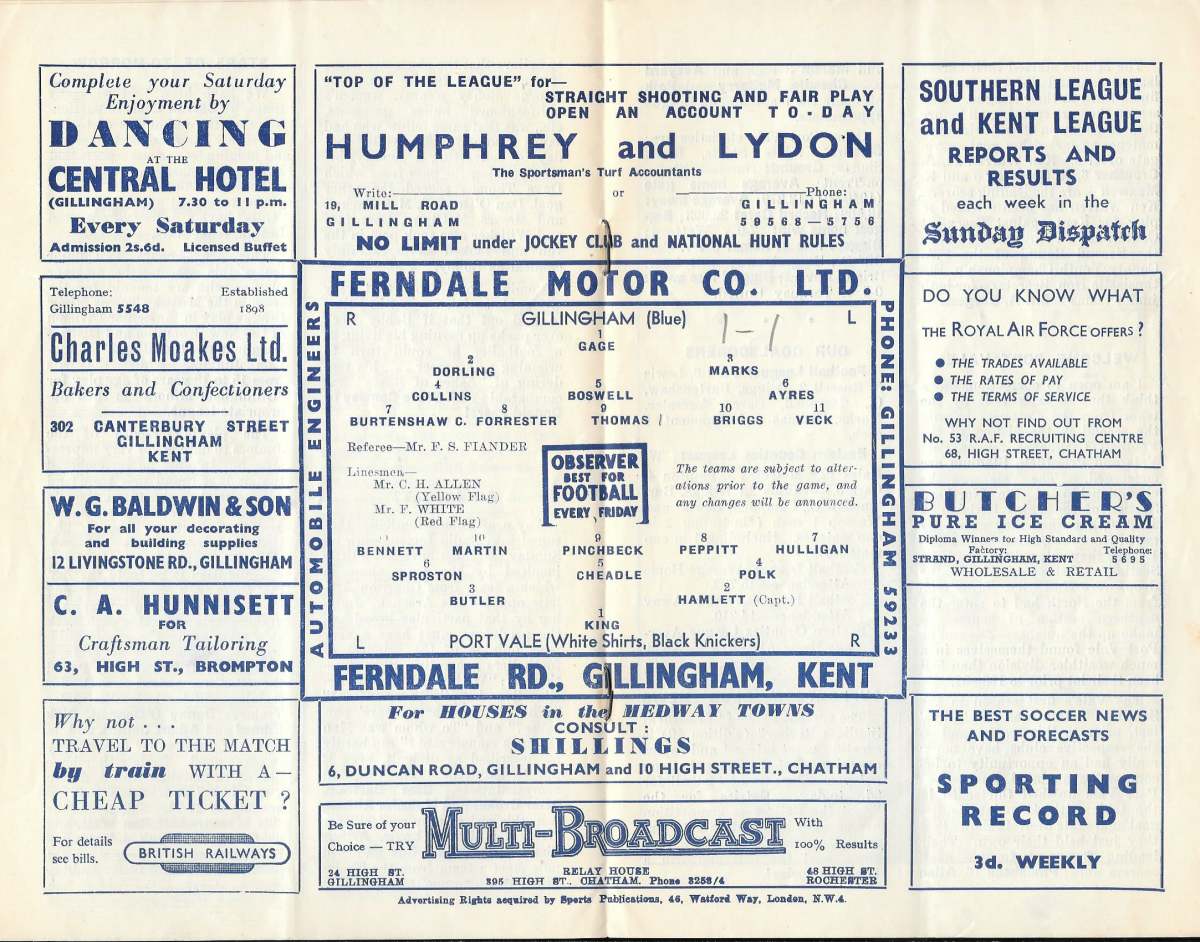 Complete your Saturday
Enjoyment by
DANCING
AT THE
CENTRAL HOTEL
(GILLINGHAM) 7.30 to 11 p.m.
Every Saturday
Admission 2s.6d. Licensed Buffet
Telephone: Established
Gillingham 5548 1898
Charles Moakes Ltd.
Bakers and Confectioners
302 CANTERBURY STREET
GILLINGHAM
KENT
W. G. BALDWIN & SON
For all your decorating
and building supplies
12 LIVINGSTONE RD., GILLINGHAM
C. A. HUNNISETT
FOR
Craftsman Tailoring
63, HIGH ST., BROMPTON
Why not . . .
TRAVEL TO THE MATCH
by train WITH A—
CHEAP TICKET ?
For details
see bills.
BRITISH RAILWAYS
"TOP OF THE LEAGUE" for—
STRAIGHT SHOOTING AND FAIR PLAY
OPEN AN ACCOUNT TO-DAY
HUMPHREY and LYDON
The Sportsman's Turf Accountants
Write: or Phone:
19, MILL ROAD GILLINGHAM
GILLINGHAM 59568—5756
NO LIMIT under JOCKEY CLUB and NATIONAL HUNT RULES
FERNDALE MOTOR CO. LTD.
AUTOMOBILE ENGINEERS
R GILLINGHAM (Blue) 1-1 L
1
GAGE
2 3
DORLING MARKS
4 5 6
COLLINS BOSWELL AYRES
7 8 9 10 11
BURTENSHAW C. FORRESTER THOMAS 1 BRIGGS VECK
Referee—Mr. F. S. FIANDER
Linesmen—
Mr. C. H. ALLEN
(Yellow Flag)
Mr. F. WHITE
(Red Flag)
OBSERVER
BEST FOR
FOOTBALL
EVERY FRIDAY
The teams are subject to alter-
ations prior to the game, and
any changes will be announced.
11 10 9 8 7
BENNETT MARTIN PINCHBECK PEPPITT HULLIGAN
6 5 4
SPROSTON CHEADLE POLK
3 2
BUTLER HAMLETT (Capt.)
1
KING
L PORT VALE (White Shirts, Black Knickers) R
PHONE: GILLINGHAM 59233
FERNDALE RD., GILLINGHAM, KENT
For HOUSES in the MEDWAY TOWNS
CONSULT :
SHILLINGS
6, DUNCAN ROAD, GILLINGHAM and 10 HIGH STREET., CHATHAM
Be Sure of your
Choice — TRY
MULTI-BROADCAST
With
100% Results
24 HIGH ST. RELAY HOUSE 48 HIGH ST.
GILLINGHAM 395 HIGH ST., CHATHAM. Phone 3258/4 ROCHESTER
Advertising Rights acquired by Sports Publications, 46, Watford Way, London, N.W.4.
SOUTHERN LEAGUE
and KENT LEAGUE
REPORTS AND
RESULTS
each week in the
Sunday Dispatch
DO YOU KNOW WHAT
THE ROYAL AIR FORCE OFFERS ?
● THE TRADES AVAILABLE
● THE RATES OF PAY
● THE TERMS OF SERVICE
WHY NOT FIND OUT FROM
No. 53 R.A.F. RECRUITING CENTRE
68, HIGH STREET, CHATHAM
BUTCHER'S
PURE ICE CREAM
Diploma Winners for High Standard and Quality
Factory: Telephone:
STRAND, GILLINGHAM, KENT 5695
WHOLESALE & RETAIL
THE BEST SOCCER NEWS
AND FORECASTS
SPORTING
RECORD
3d. WEEKLY